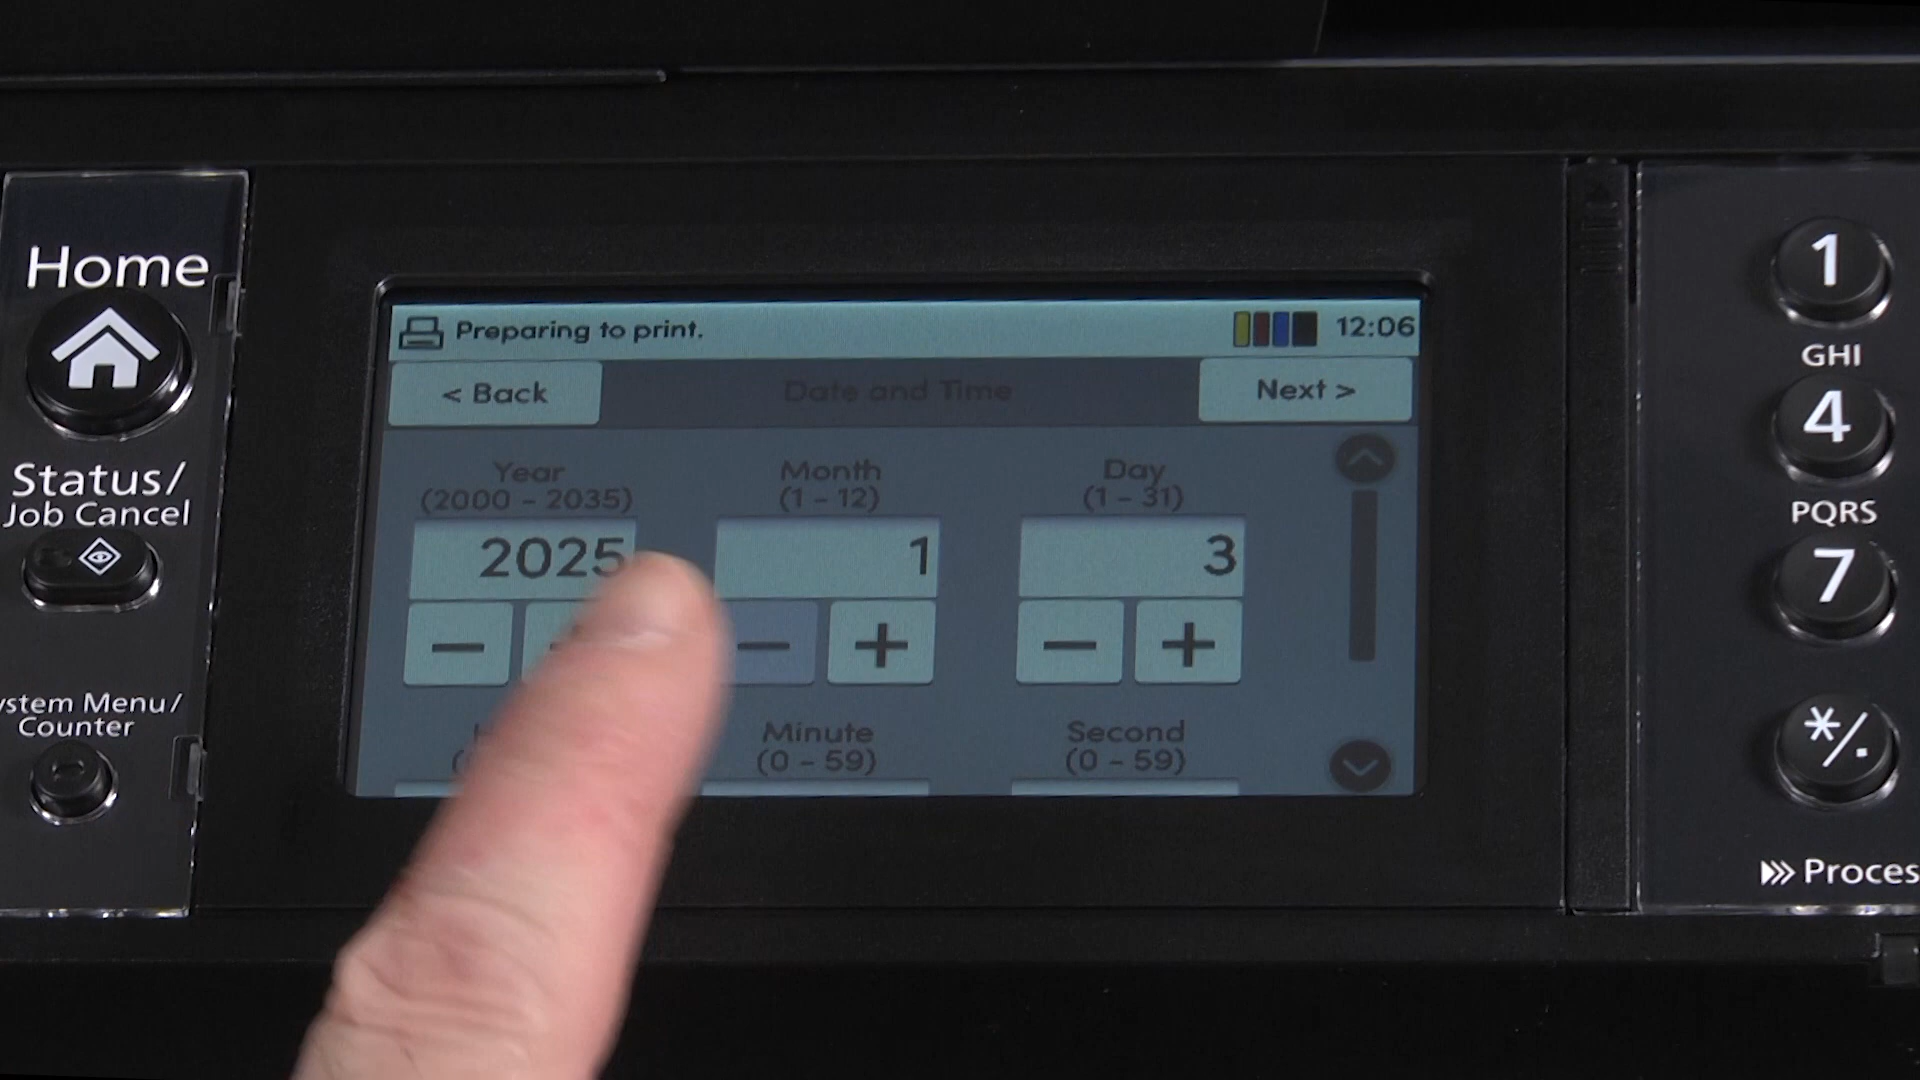 Home
Status/
Job Cancel
ystem Menu/
Counter
Preparing to print.
12:06
< Back
Date and Time
Next >
Year
(2000 - 2035)
2025
−
Month
(1 - 12)
1
− +
Day
(1 - 31)
3
− +
Minute
(0 - 59)
Second
(0 - 59)
1
GHI
4
PQRS
7
*/.
Proces